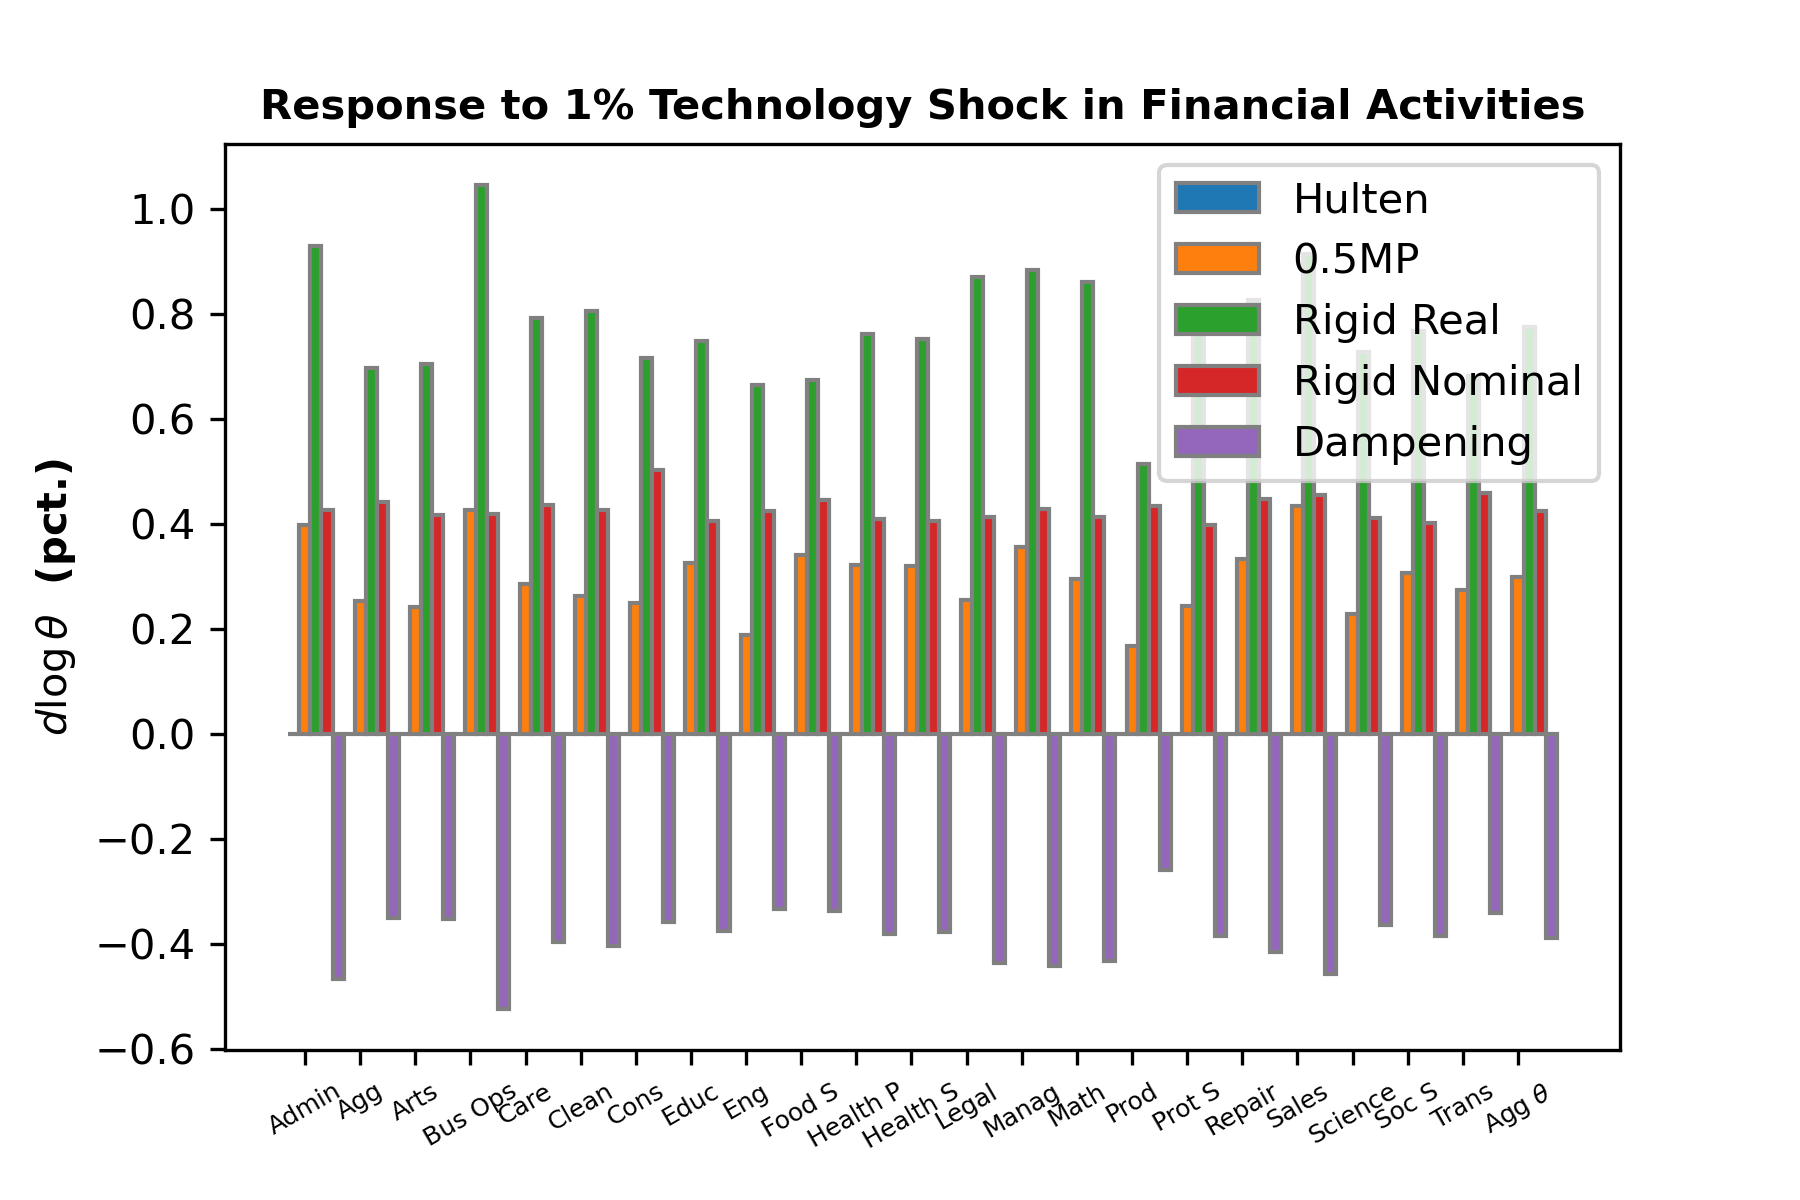 Response to 1% Technology Shock in Financial Activities
d log θ (pct.)
1.0
0.8
0.6
0.4
0.2
0.0
−0.2
−0.4
−0.6
Hulten
0.5MP
Rigid Real
Rigid Nominal
Dampening
Admin
Agg
Arts
Bus Ops
Care
Clean
Cons
Educ
Eng
Food S
Health P
Health S
Legal
Manag
Math
Prod
Prot S
Repair
Sales
Science
Soc S
Trans
Agg θ